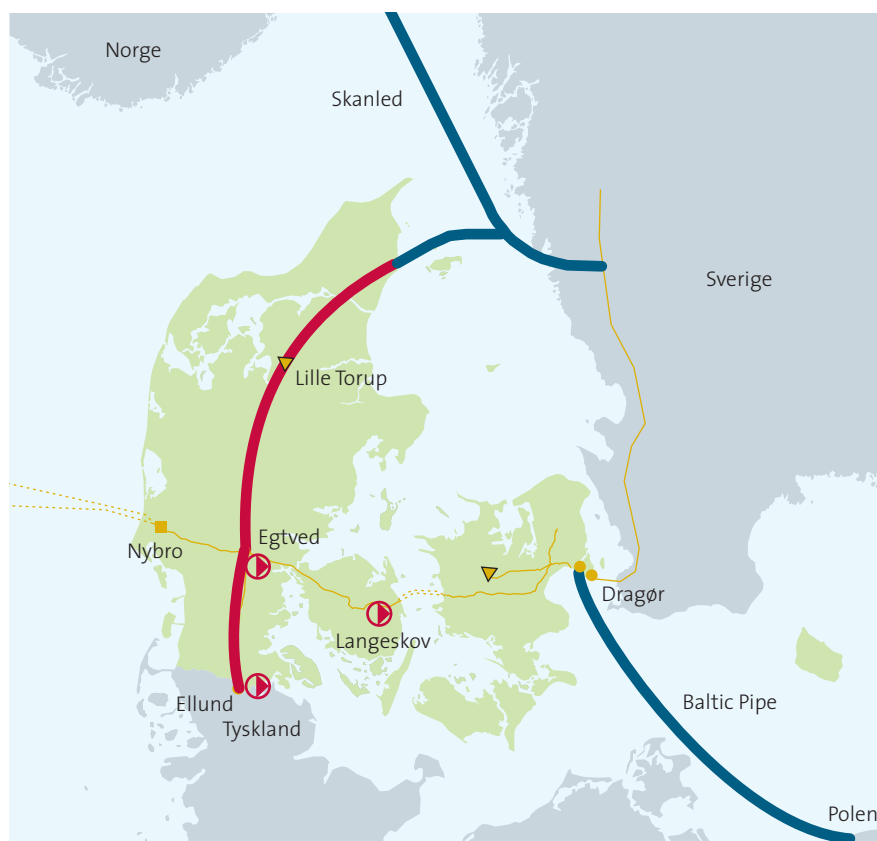 Norge
Skanled
Sverige
Lille Torup
Egtved
Nybro
Dragør
Langeskov
Ellund
Baltic Pipe
Tyskland
Polen